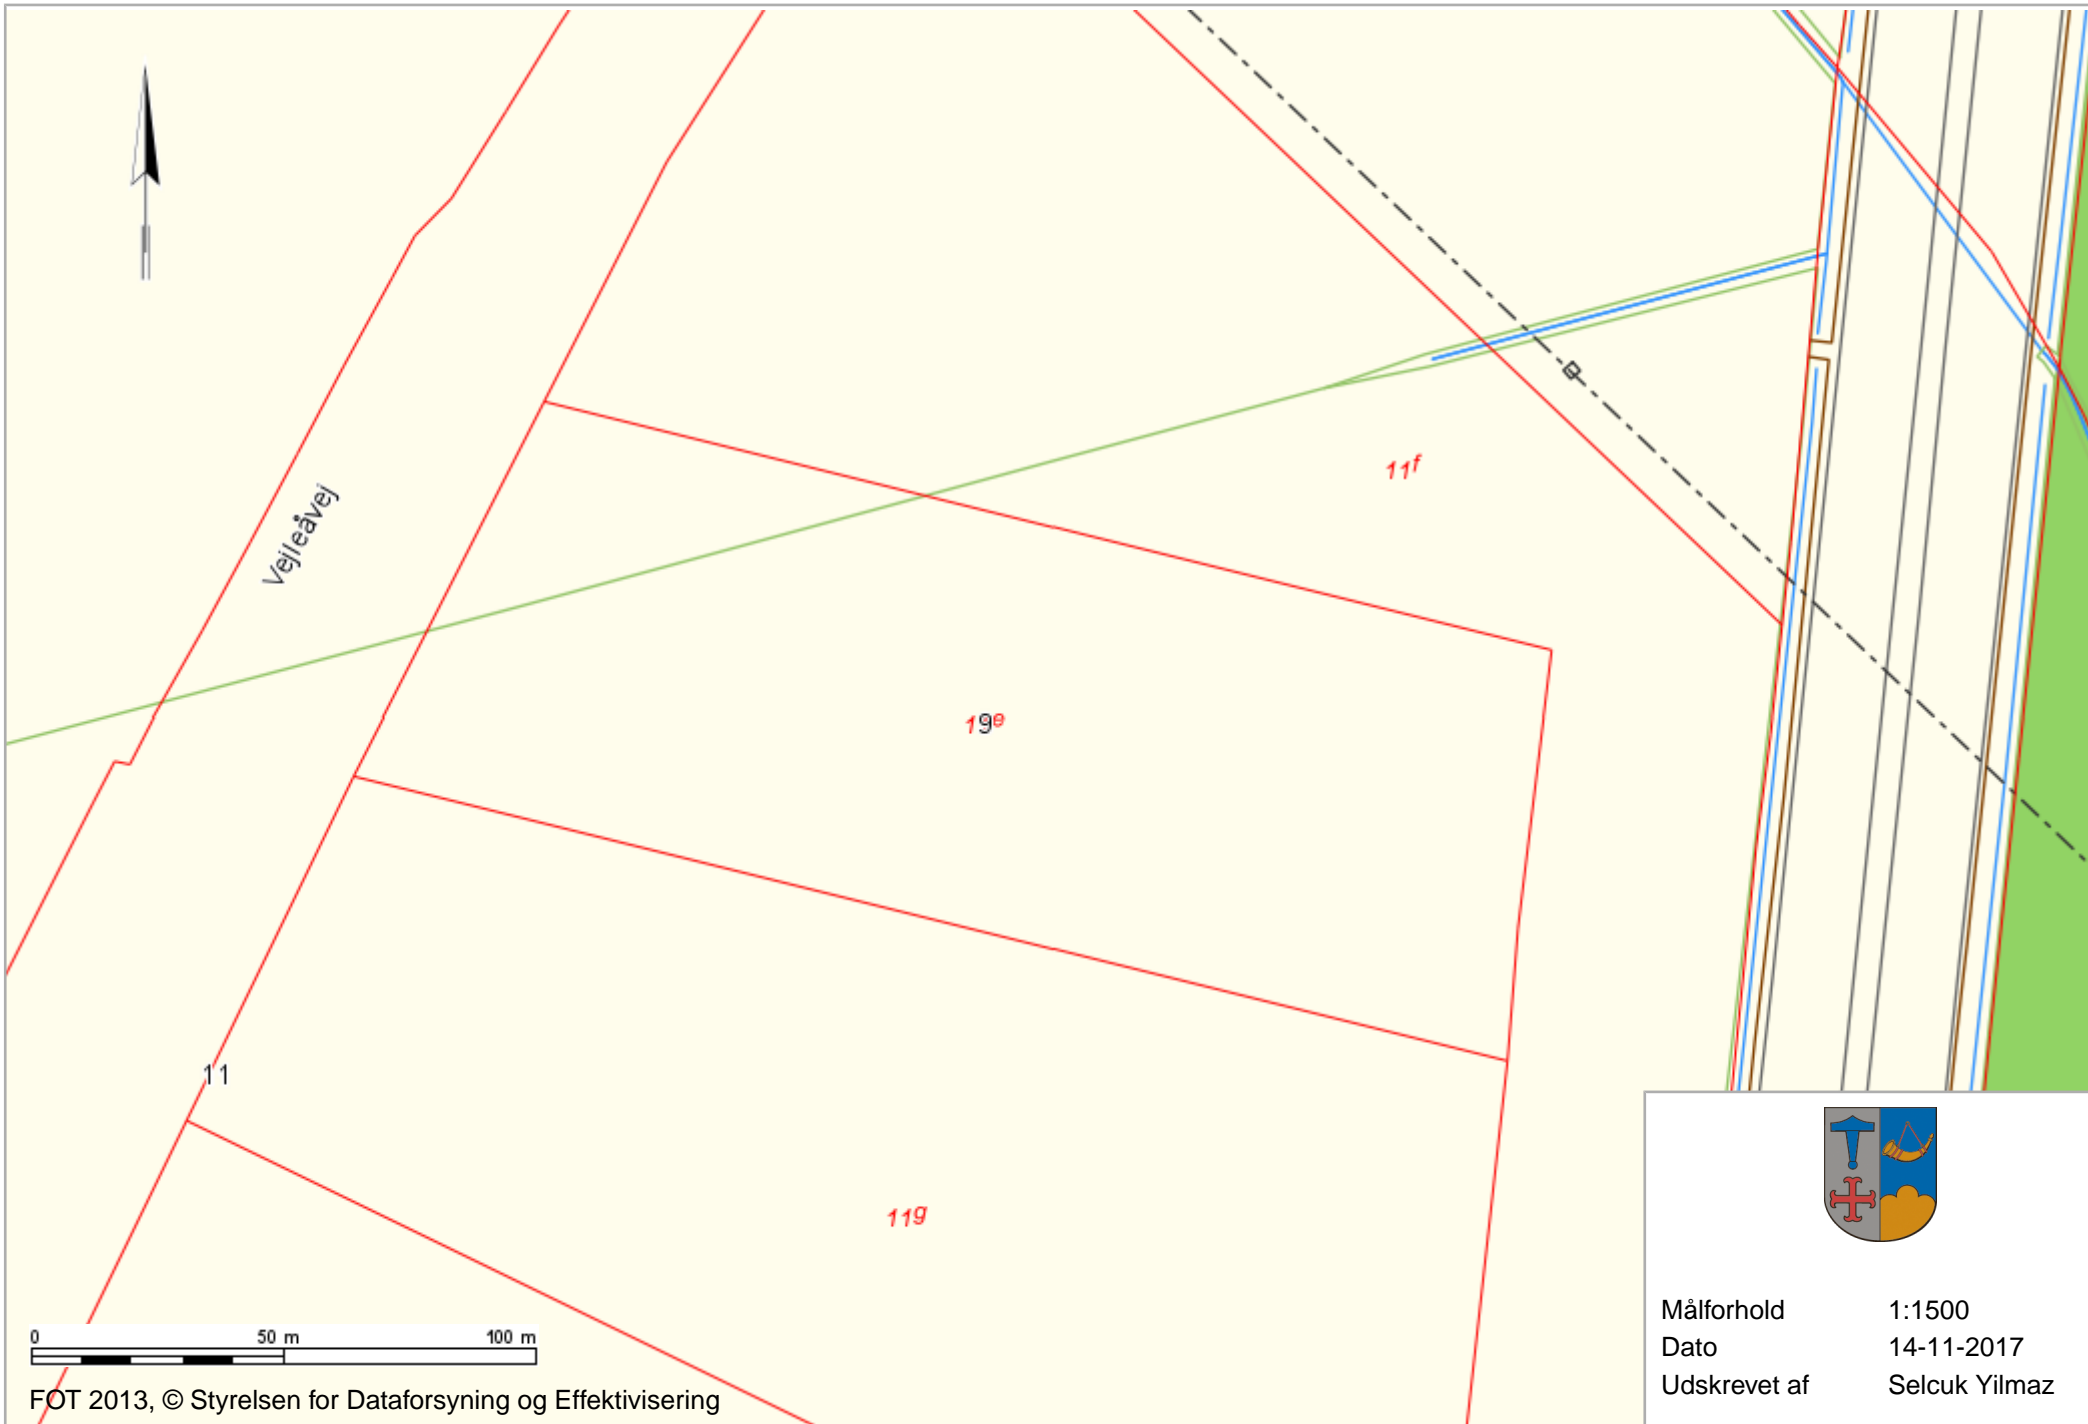 11f
Vejleåvej
19e
11
11g
0 50 m 100 m
FOT 2013, © Styrelsen for Dataforsyning og Effektivisering
Målforhold 1:1500
Dato 14-11-2017
Udskrevet af Selcuk Yilmaz